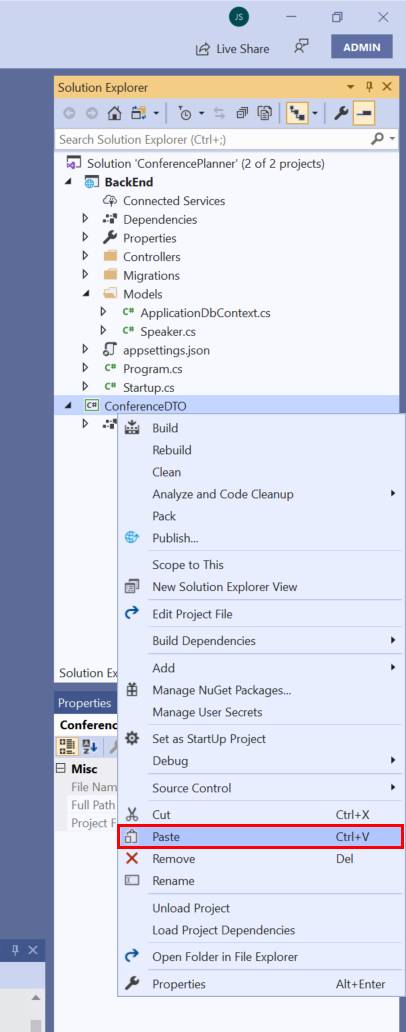 JS
Live Share
ADMIN
Solution Explorer
Search Solution Explorer (Ctrl+;)
Solution 'ConferencePlanner' (2 of 2 projects)
BackEnd
Connected Services
Dependencies
Properties
Controllers
Migrations
Models
C# ApplicationDbContext.cs
C# Speaker.cs
appsettings.json
C# Program.cs
C# Startup.cs
C# ConferenceDTO
Build
Rebuild
Clean
Analyze and Code Cleanup
Pack
Publish...
Scope to This
New Solution Explorer View
Edit Project File
Build Dependencies
Solution Ex
Add
Manage NuGet Packages...
Properties
Manage User Secrets
Conferenc
Set as StartUp Project
Debug
Misc
File Nam
Source Control
Full Path
Cut Ctrl+X
Project F
Paste Ctrl+V
Remove Del
Rename
Unload Project
Load Project Dependencies
Open Folder in File Explorer
Properties Alt+Enter